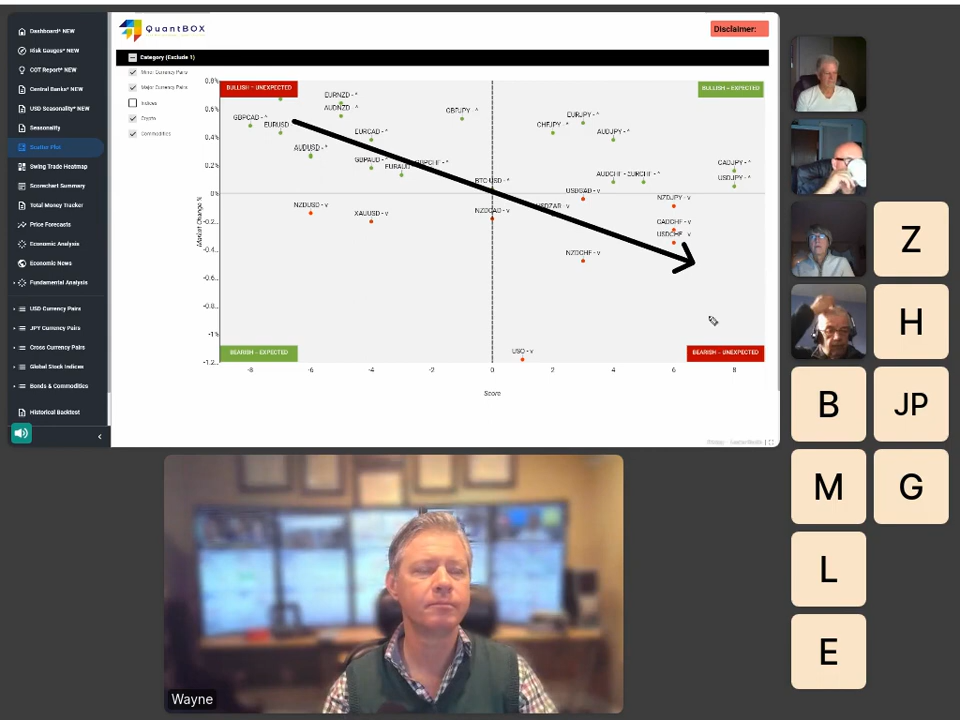 QUANTBOX
Disclaimer:
Dashboard* NEW
Risk Gauges* NEW
COT Report* NEW
Central Banks* NEW
USD Seasonality* NEW
Seasonality
Scatter Plot
Swing Trade Heatmap
Scorechart Summary
Total Money Tracker
Price Forecasts
Economic Analysis
Economic News
Fundamental Analysis
USD Currency Pairs
JPY Currency Pairs
Cross Currency Pairs
Global Stock Indices
Bonds & Commodities
Historical Backtest
Category (Exclude 1)
Minor Currency Pairs
Major Currency Pairs
Indices
Crypto
Commodities
BULLISH - UNEXPECTED
BULLISH - EXPECTED
EURNZD - ^
AUDNZD - ^
GBPCAD - ^
EURUSD
GBPJPY - ^
EURJPY - ^
CHFJPY - ^
AUDJPY - ^
EURCAD - ^
AUDUSD - ^
GBPAUD - ^
GBPCHF - ^
CADJPY - ^
USDJPY - ^
AUDCHF - ^
EURCHF - ^
BTCUSD - ^
USDSGD - v
NZDJPY - v
NZDUSD - v
XAUUSD - v
NZDCAD - v
USDZAR - v
CADCHF - v
USDCHF - v
NZDCHF - v
USO - v
BEARISH - EXPECTED
BEARISH - UNEXPECTED
0.8%
0.6%
0.4%
0.2%
0%
-0.2...
-0.4...
-0.6...
-0.8...
-1%
-1.2...
Market Change %
-8
-6
-4
-2
0
2
4
6
8
Score
Z
H
B
JP
M
G
L
E
Wayne